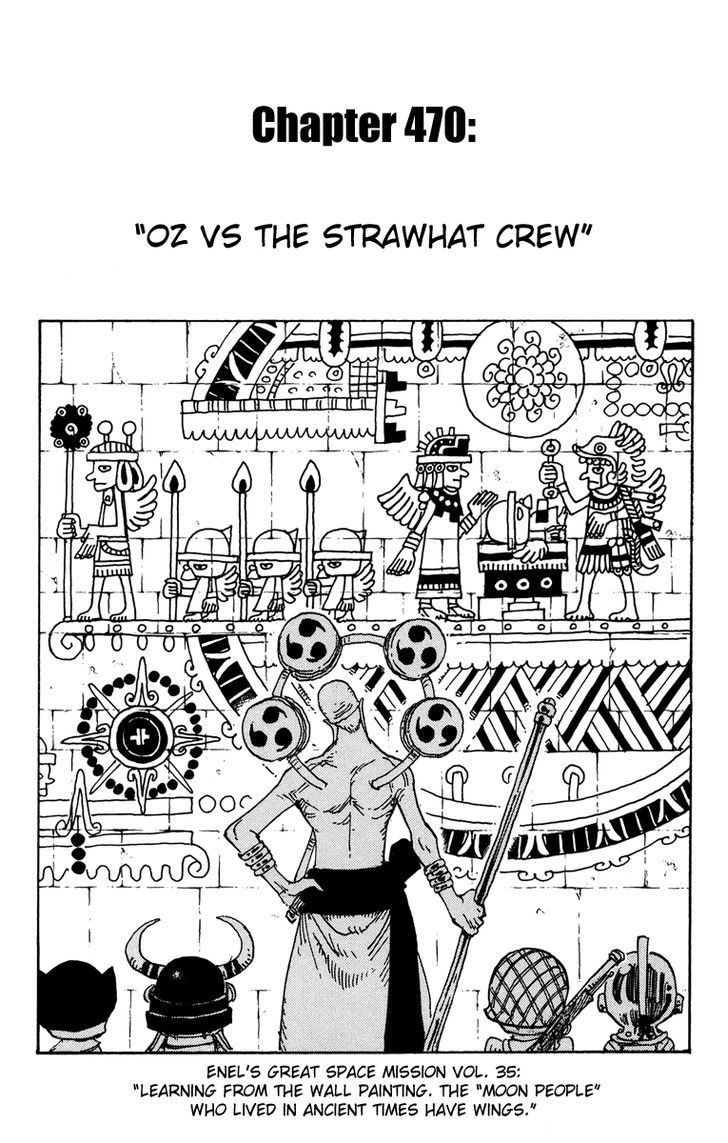 Chapter 470:
"OZ VS THE STRAWHAT CREW"
ENEL'S GREAT SPACE MISSION VOL. 35:
"LEARNING FROM THE WALL PAINTING. THE "MOON PEOPLE"
WHO LIVED IN ANCIENT TIMES HAVE WINGS."